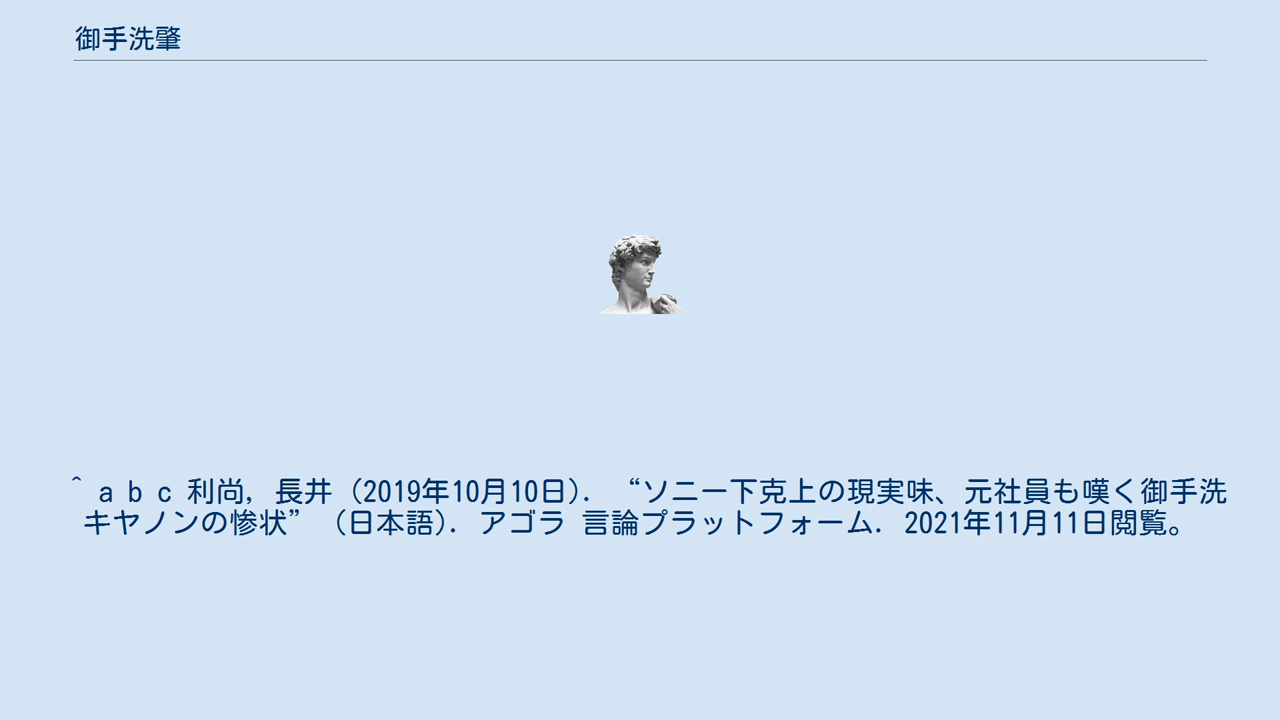 御手洗肇
^ a b c 利尚, 長井 (2019年10月10日). “ソニー下克上の現実味、元社員も嘆く御手洗
キヤノンの惨状” (日本語). アゴラ 言論プラットフォーム. 2021年11月11日閲覧。